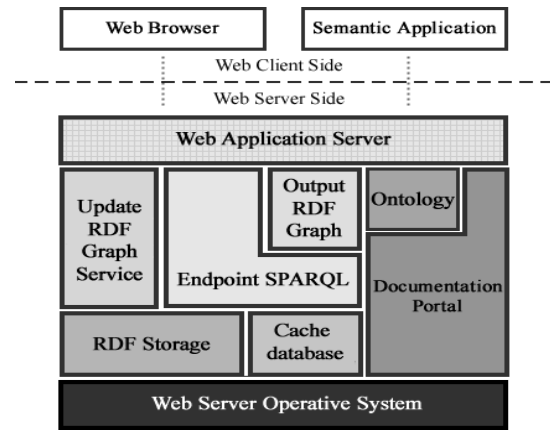 Web Browser
Semantic Application
Web Client Side
Web Server Side
Web Application Server
Update
RDF
Graph
Service
Output
RDF
Graph
Ontology
Endpoint SPARQL
Documentation
Portal
RDF Storage
Cache
database
Web Server Operative System